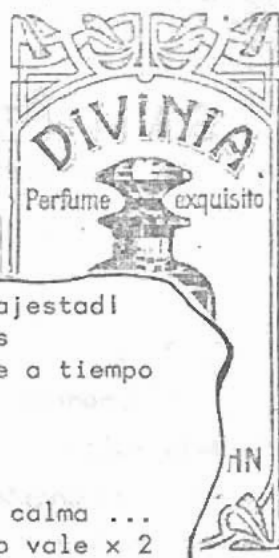 DIVINIA
Perfume exquisito
ajestad!
s
e a tiempo
HN
calma ...
o vale x 2